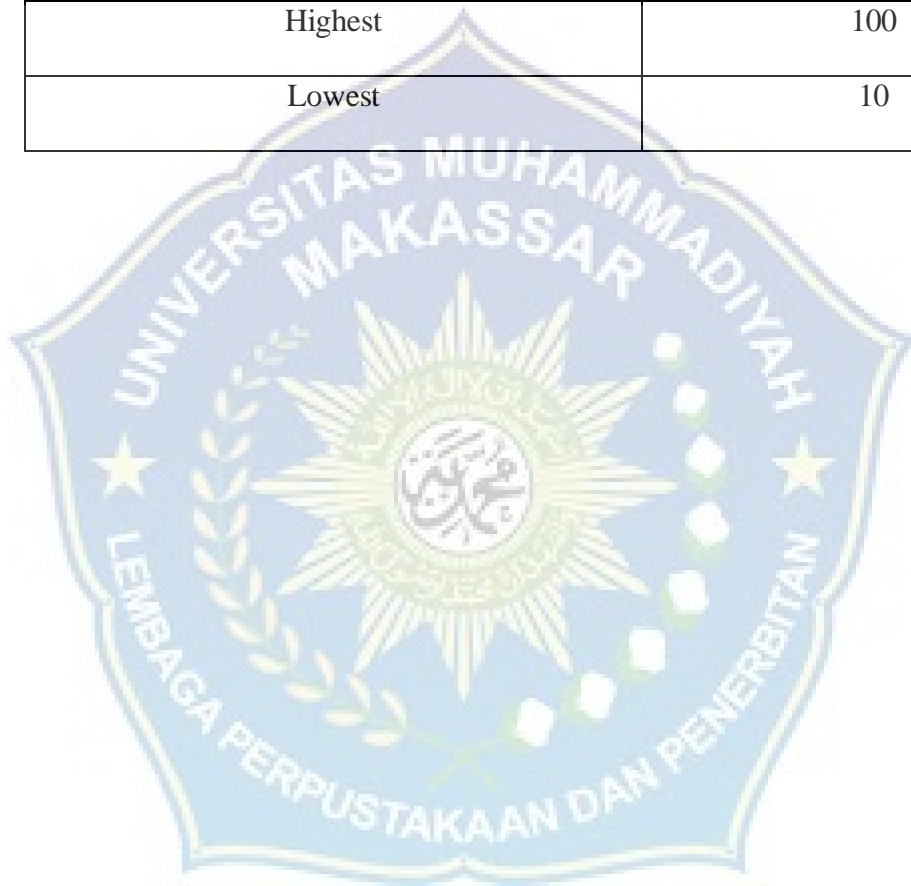 Highest 100
Lowest 10
UNIVERSITAS MUHAMMADIYAH
MAKASSAR
LEMBAGA PERPUSTAKAAN DAN PENERBITAN